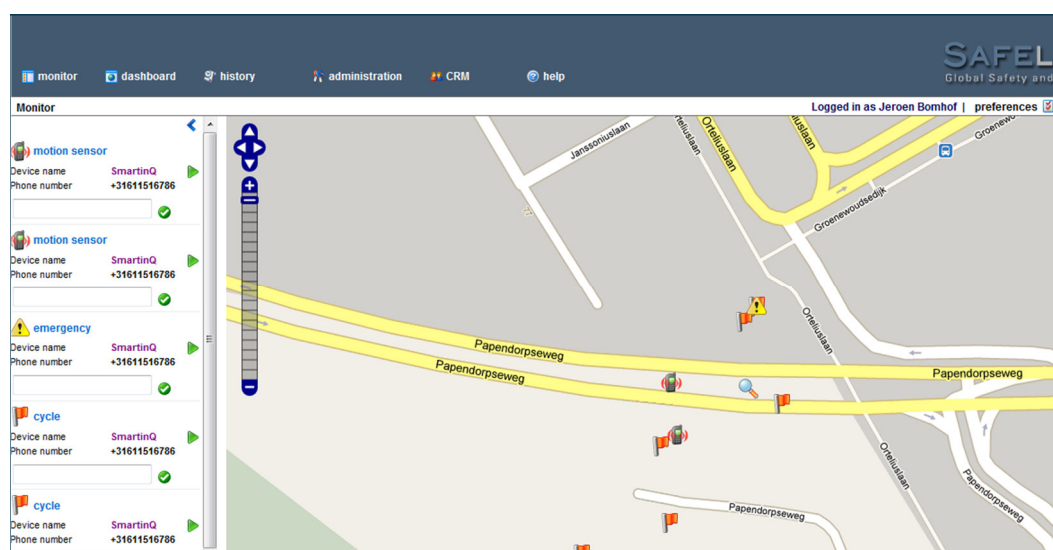 SAFEL
Global Safety and
monitor dashboard history administration CRM help
Monitor
Logged in as Jeroen Bomhof | preferences
motion sensor
Device name SmartinQ
Phone number +31611516786
motion sensor
Device name SmartinQ
Phone number +31611516786
emergency
Device name SmartinQ
Phone number +31611516786
cycle
Device name SmartinQ
Phone number +31611516786
cycle
Device name SmartinQ
Phone number +31611516786
Janssoniuslaan
Orteliuslaan
Orteliuslaan
Orteliuslaan
Groenewoudsedijk
Orteliuslaan
Papendorpseweg
Papendorpseweg
Papendorpseweg
Orteliuslaan
Papendorpseweg
Papendorpseweg